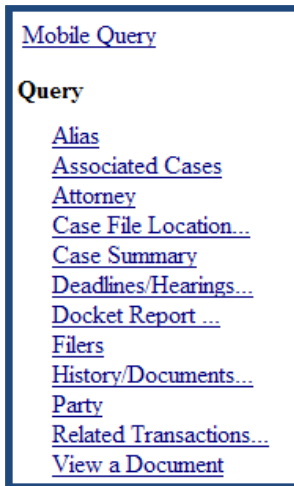 Mobile Query
Query
Alias
Associated Cases
Attorney
Case File Location...
Case Summary
Deadlines/Hearings...
Docket Report ...
Filers
History/Documents...
Party
Related Transactions...
View a Document